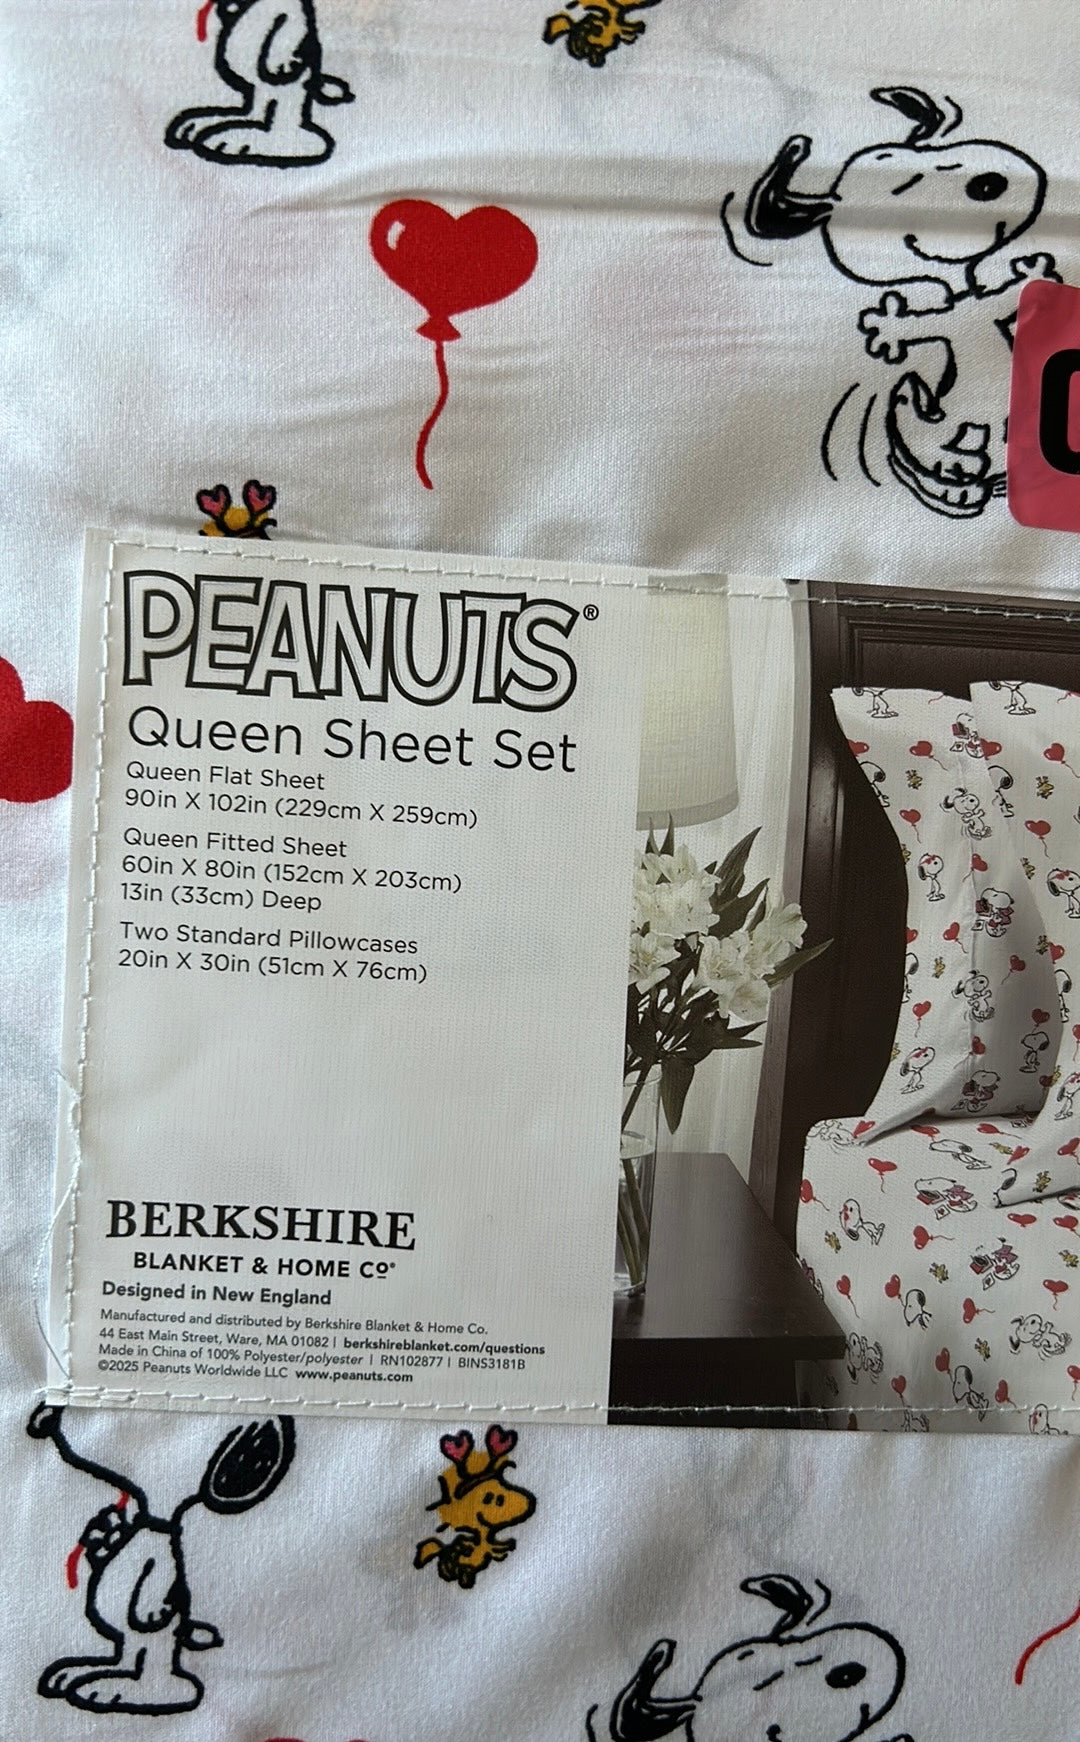 PEANUTS®
Queen Sheet Set
Queen Flat Sheet
90in X 102in (229cm X 259cm)
Queen Fitted Sheet
60in X 80in (152cm X 203cm)
13in (33cm) Deep
Two Standard Pillowcases
20in X 30in (51cm X 76cm)
BERKSHIRE
BLANKET & HOME Cº®
Designed in New England
Manufactured and distributed by Berkshire Blanket & Home Co.
44 East Main Street, Ware, MA 01082 | berkshireblanket.com/questions
Made in China of 100% Polyester/polyester | RN102877 | BINS3181B
©2025 Peanuts Worldwide LLC www.peanuts.com